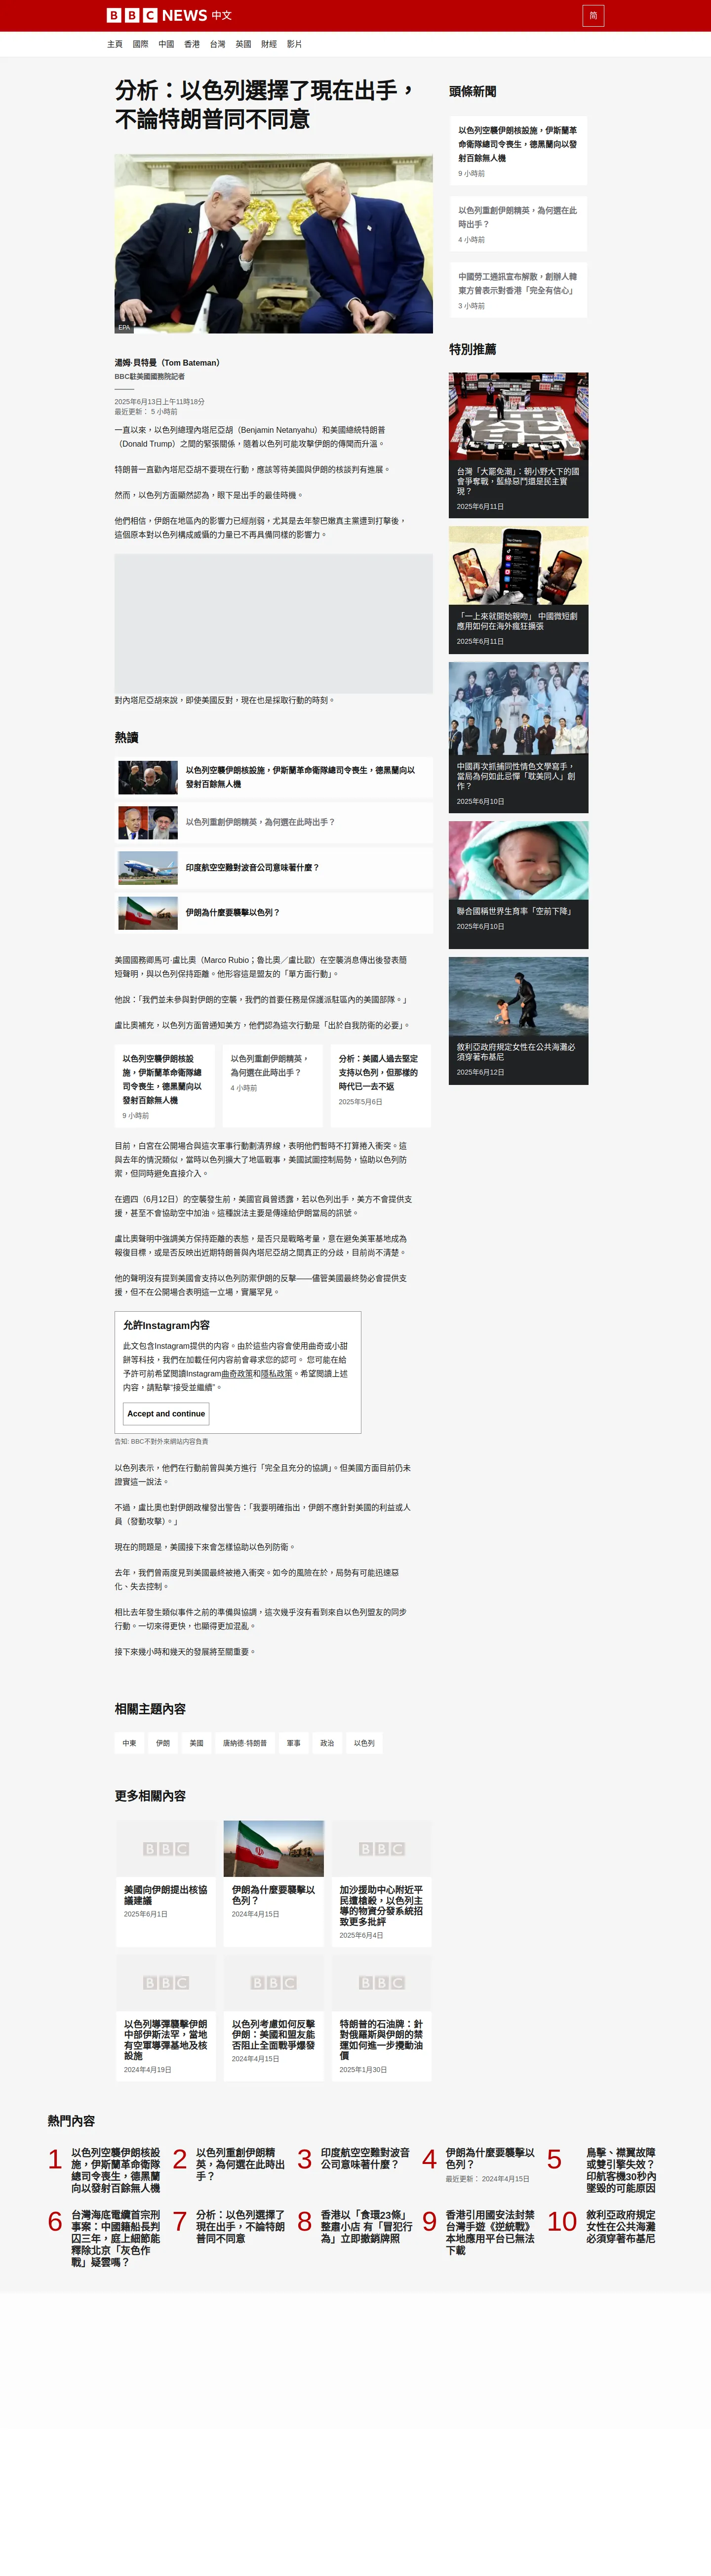 BBC NEWS 中文
简
主頁 國際 中國 香港 台灣 英國 財經 影片
分析：以色列選擇了現在出手，
不論特朗普同不同意
EPA
湯姆·貝特曼（Tom Bateman）
BBC駐美國國務院記者
2025年6月13日上午11時18分
最近更新： 5 小時前
一直以來，以色列總理內塔尼亞胡（Benjamin Netanyahu）和美國總統特朗普
（Donald Trump）之間的緊張關係，隨着以色列可能攻擊伊朗的傳聞而升溫。
特朗普一直勸內塔尼亞胡不要現在行動，應該等待美國與伊朗的核談判有進展。
然而，以色列方面顯然認為，眼下是出手的最佳時機。
他們相信，伊朗在地區內的影響力已經削弱，尤其是去年黎巴嫩真主黨遭到打擊後，
這個原本對以色列構成威懾的力量已不再具備同樣的影響力。
對內塔尼亞胡來說，即使美國反對，現在也是採取行動的時刻。
熱讀
以色列空襲伊朗核設施，伊斯蘭革命衛隊總司令喪生，德黑蘭向以
發射百餘無人機
以色列重創伊朗精英，為何選在此時出手？
印度航空空難對波音公司意味著什麼？
伊朗為什麼要襲擊以色列？
美國國務卿馬可·盧比奧（Marco Rubio；魯比奧／盧比歐）在空襲消息傳出後發表簡
短聲明，與以色列保持距離。他形容這是盟友的「單方面行動」。
他說：「我們並未參與對伊朗的空襲，我們的首要任務是保護派駐區內的美國部隊。」
盧比奧補充，以色列方面曾通知美方，他們認為這次行動是「出於自我防衛的必要」。
以色列空襲伊朗核設
施，伊斯蘭革命衛隊總
司令喪生，德黑蘭向以
發射百餘無人機
9 小時前
以色列重創伊朗精英，
為何選在此時出手？
4 小時前
分析：美國人過去堅定
支持以色列，但那樣的
時代已一去不返
2025年5月6日
目前，白宮在公開場合與這次軍事行動劃清界線，表明他們暫時不打算捲入衝突。這
與去年的情況類似，當時以色列擴大了地區戰事，美國試圖控制局勢，協助以色列防
禦，但同時避免直接介入。
在週四（6月12日）的空襲發生前，美國官員曾透露，若以色列出手，美方不會提供支
援，甚至不會協助空中加油。這種說法主要是傳達給伊朗當局的訊號。
盧比奧聲明中強調美方保持距離的表態，是否只是戰略考量，意在避免美軍基地成為
報復目標，或是否反映出近期特朗普與內塔尼亞胡之間真正的分歧，目前尚不清楚。
他的聲明沒有提到美國會支持以色列防禦伊朗的反擊——儘管美國最終勢必會提供支
援，但不在公開場合表明這一立場，實屬罕見。
允許Instagram内容
此文包含Instagram提供的内容。由於這些内容會使用曲奇或小甜
餅等科技，我們在加載任何内容前會尋求您的認可。 您可能在給
予許可前希望閱讀Instagram曲奇政策和隱私政策。希望閲讀上述
内容，請點擊“接受並繼續”。
Accept and continue
告知: BBC不對外來網站内容負責
以色列表示，他們在行動前曾與美方進行「完全且充分的協調」。但美國方面目前仍未
證實這一說法。
不過，盧比奧也對伊朗政權發出警告：「我要明確指出，伊朗不應針對美國的利益或人
員（發動攻擊）。」
現在的問題是，美國接下來會怎樣協助以色列防衛。
去年，我們曾兩度見到美國最終被捲入衝突。如今的風險在於，局勢有可能迅速惡
化、失去控制。
相比去年發生類似事件之前的準備與協調，這次幾乎沒有看到來自以色列盟友的同步
行動。一切來得更快，也顯得更加混亂。
接下來幾小時和幾天的發展將至關重要。
相關主題內容
中東 伊朗 美國 唐納德·特朗普 軍事 政治 以色列
更多相關內容
BBC
美國向伊朗提出核協
議建議
2025年6月1日
伊朗為什麼要襲擊以
色列？
2024年4月15日
BBC
加沙援助中心附近平
民遭槍殺，以色列主
導的物資分發系統招
致更多批評
2025年6月4日
BBC
以色列導彈襲擊伊朗
中部伊斯法罕，當地
有空軍導彈基地及核
設施
2024年4月19日
BBC
以色列考慮如何反擊
伊朗：美國和盟友能
否阻止全面戰爭爆發
2024年4月15日
BBC
特朗普的石油牌：針
對俄羅斯與伊朗的禁
運如何進一步攪動油
價
2025年1月30日
頭條新聞
以色列空襲伊朗核設施，伊斯蘭革
命衛隊總司令喪生，德黑蘭向以發
射百餘無人機
9 小時前
以色列重創伊朗精英，為何選在此
時出手？
4 小時前
中國勞工通訊宣布解散，創辦人韓
東方曾表示對香港「完全有信心」
3 小時前
特別推薦
台灣「大罷免潮」：朝小野大下的國
會爭奪戰，藍綠惡鬥還是民主實
現？
2025年6月11日
「一上來就開始親吻」 中國微短劇
應用如何在海外瘋狂擴張
2025年6月11日
中國再次抓捕同性情色文學寫手，
當局為何如此忌憚「耽美同人」創
作？
2025年6月10日
聯合國稱世界生育率「空前下降」
2025年6月10日
敘利亞政府規定女性在公共海灘必
須穿著布基尼
2025年6月12日
熱門內容
1
以色列空襲伊朗核設
施，伊斯蘭革命衛隊
總司令喪生，德黑蘭
向以發射百餘無人機
2
以色列重創伊朗精
英，為何選在此時出
手？
3
印度航空空難對波音
公司意味著什麼？
4
伊朗為什麼要襲擊以
色列？
最近更新： 2024年4月15日
5
鳥擊、襟翼故障
或雙引擎失效？
印航客機30秒內
墜毀的可能原因
6
台灣海底電纜首宗刑
事案：中國籍船長判
囚三年，庭上細節能
釋除北京「灰色作
戰」疑雲嗎？
7
分析：以色列選擇了
現在出手，不論特朗
普同不同意
8
香港以「食環23條」
整肅小店 有「冒犯行
為」立即撤銷牌照
9
香港引用國安法封禁
台灣手遊《逆統戰》
本地應用平台已無法
下載
10
敘利亞政府規定
女性在公共海灘
必須穿著布基尼